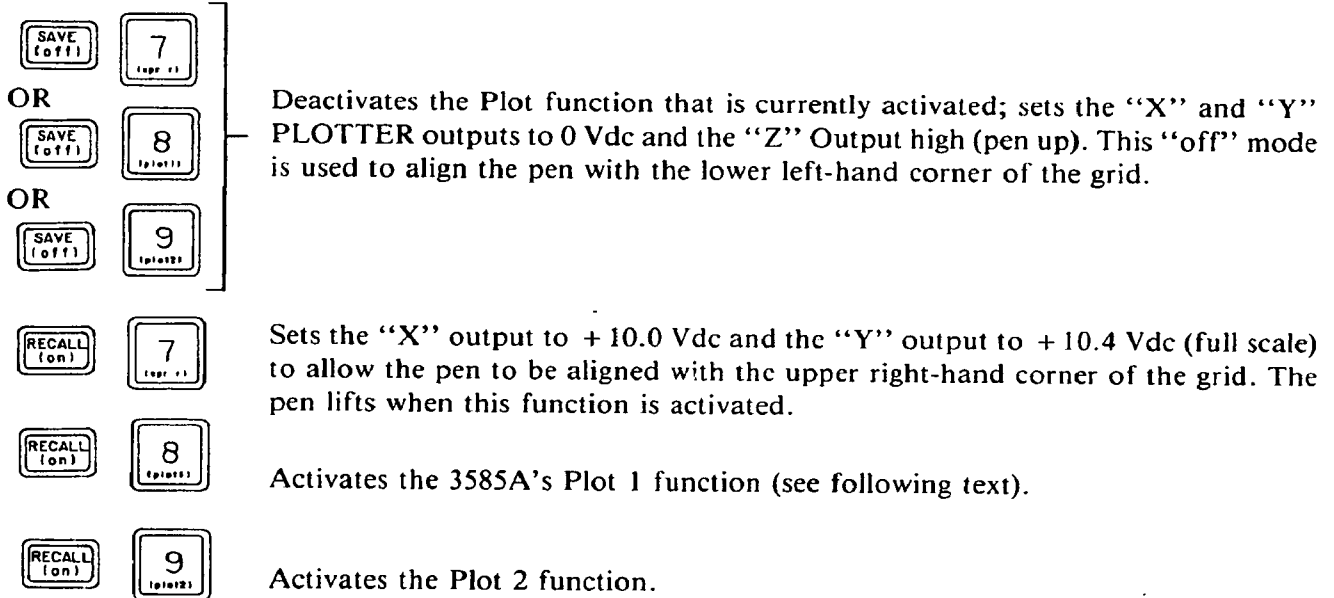 SAVE
(off)
7
(upr r)
OR
SAVE
(off)
8
(plot1)
Deactivates the Plot function that is currently activated; sets the “X” and “Y”
PLOTTER outputs to 0 Vdc and the “Z” Output high (pen up). This “off” mode
is used to align the pen with the lower left-hand corner of the grid.
OR
SAVE
(off)
9
(plot2)
RECALL
(on)
7
(upr r)
Sets the “X” output to + 10.0 Vdc and the “Y” output to + 10.4 Vdc (full scale)
to allow the pen to be aligned with the upper right-hand corner of the grid. The
pen lifts when this function is activated.
RECALL
(on)
8
(plot1)
Activates the 3585A's Plot 1 function (see following text).
RECALL
(on)
9
(plot2)
Activates the Plot 2 function.